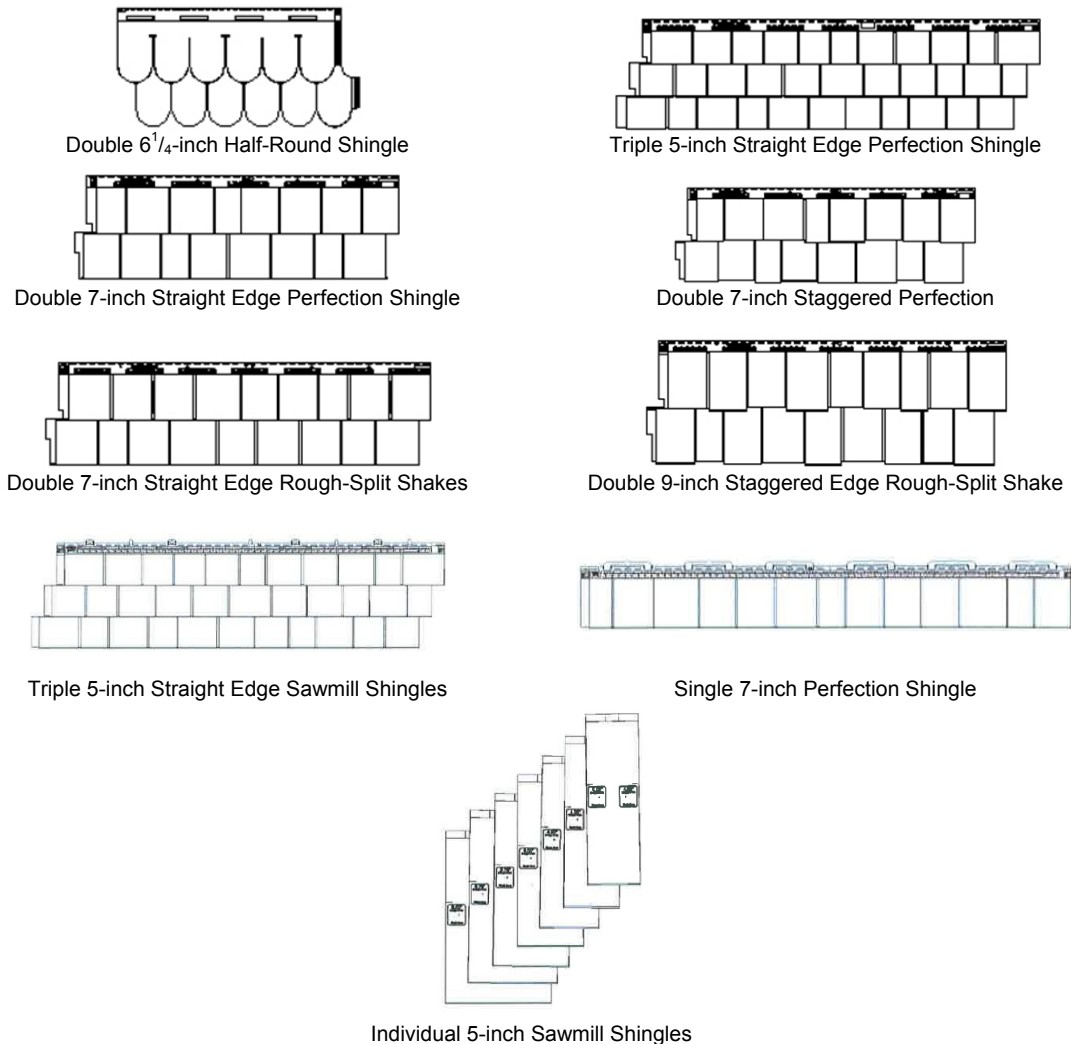 Double 6 1/4-inch Half-Round Shingle
Triple 5-inch Straight Edge Perfection Shingle
Double 7-inch Straight Edge Perfection Shingle
Double 7-inch Staggered Perfection
Double 7-inch Straight Edge Rough-Split Shakes
Double 9-inch Staggered Edge Rough-Split Shake
Triple 5-inch Straight Edge Sawmill Shingles
Single 7-inch Perfection Shingle
Individual 5-inch Sawmill Shingles